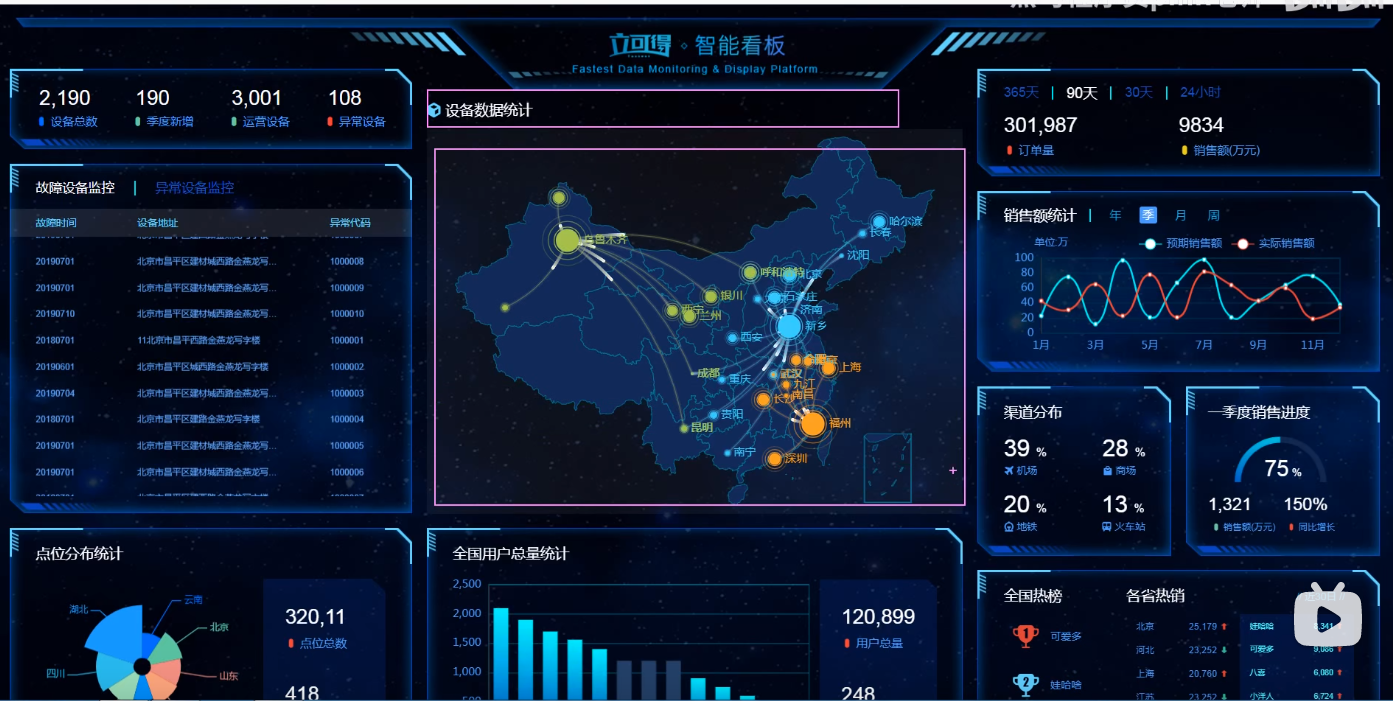 立可得 · 智能看板
Fastest Data Monitoring & Display Platform
2,190 190 3,001 108
设备总数 季度新增 运营设备 异常设备
故障设备监控 | 异常设备监控
故障时间 设备地址 异常代码
20190701 北京市昌平区建材城西路金燕龙写... 1000008
20190701 北京市昌平区建材城西路金燕龙写... 1000009
20190710 北京市昌平区建材城西路金燕龙写... 1000010
20180701 11北京市昌平西路金燕龙写字楼 1000001
20190601 北京市昌平区城西路金燕龙写字楼 1000002
20190704 北京市昌平区建材城西路金燕龙写... 1000003
20180701 北京市昌平区建路金燕龙写字楼 1000004
20190701 北京市昌平区建材城西路金燕龙写... 1000005
20190701 北京市昌平区建材城西路金燕龙写... 1000006
点位分布统计
云南
湖北
北京
四川
山东
320,11
点位总数
418
设备数据统计
哈尔滨
长春
乌鲁木齐
沈阳
呼和浩特
北京
银川
石家庄
西宁
济南
兰州
新乡
西安
上海
成都
武汉
重庆
九江
南昌
长沙
贵阳
福州
昆明
南宁
深圳
全国用户总量统计
2,500
2,000
1,500
1,000
500
120,899
用户总量
248
365天 | 90天 | 30天 | 24小时
301,987 9834
订单量 销售额(万元)
销售额统计 | 年 季 月 周
单位:万 预期销售额 实际销售额
100
80
60
40
20
0
1月 3月 5月 7月 9月 11月
渠道分布
39 % 28 %
机场 商场
20 % 13 %
地铁 火车站
一季度销售进度
75 %
1,321 150%
销售额(万元) 同比增长
全国热榜
1 可爱多
2 娃哈哈
各省热销 近30日
北京 25,179
河北 23,252
上海 20,760
江苏 23,252
娃哈哈 8,341
可爱多 9,086
八喜 6,080
小洋人 6,724